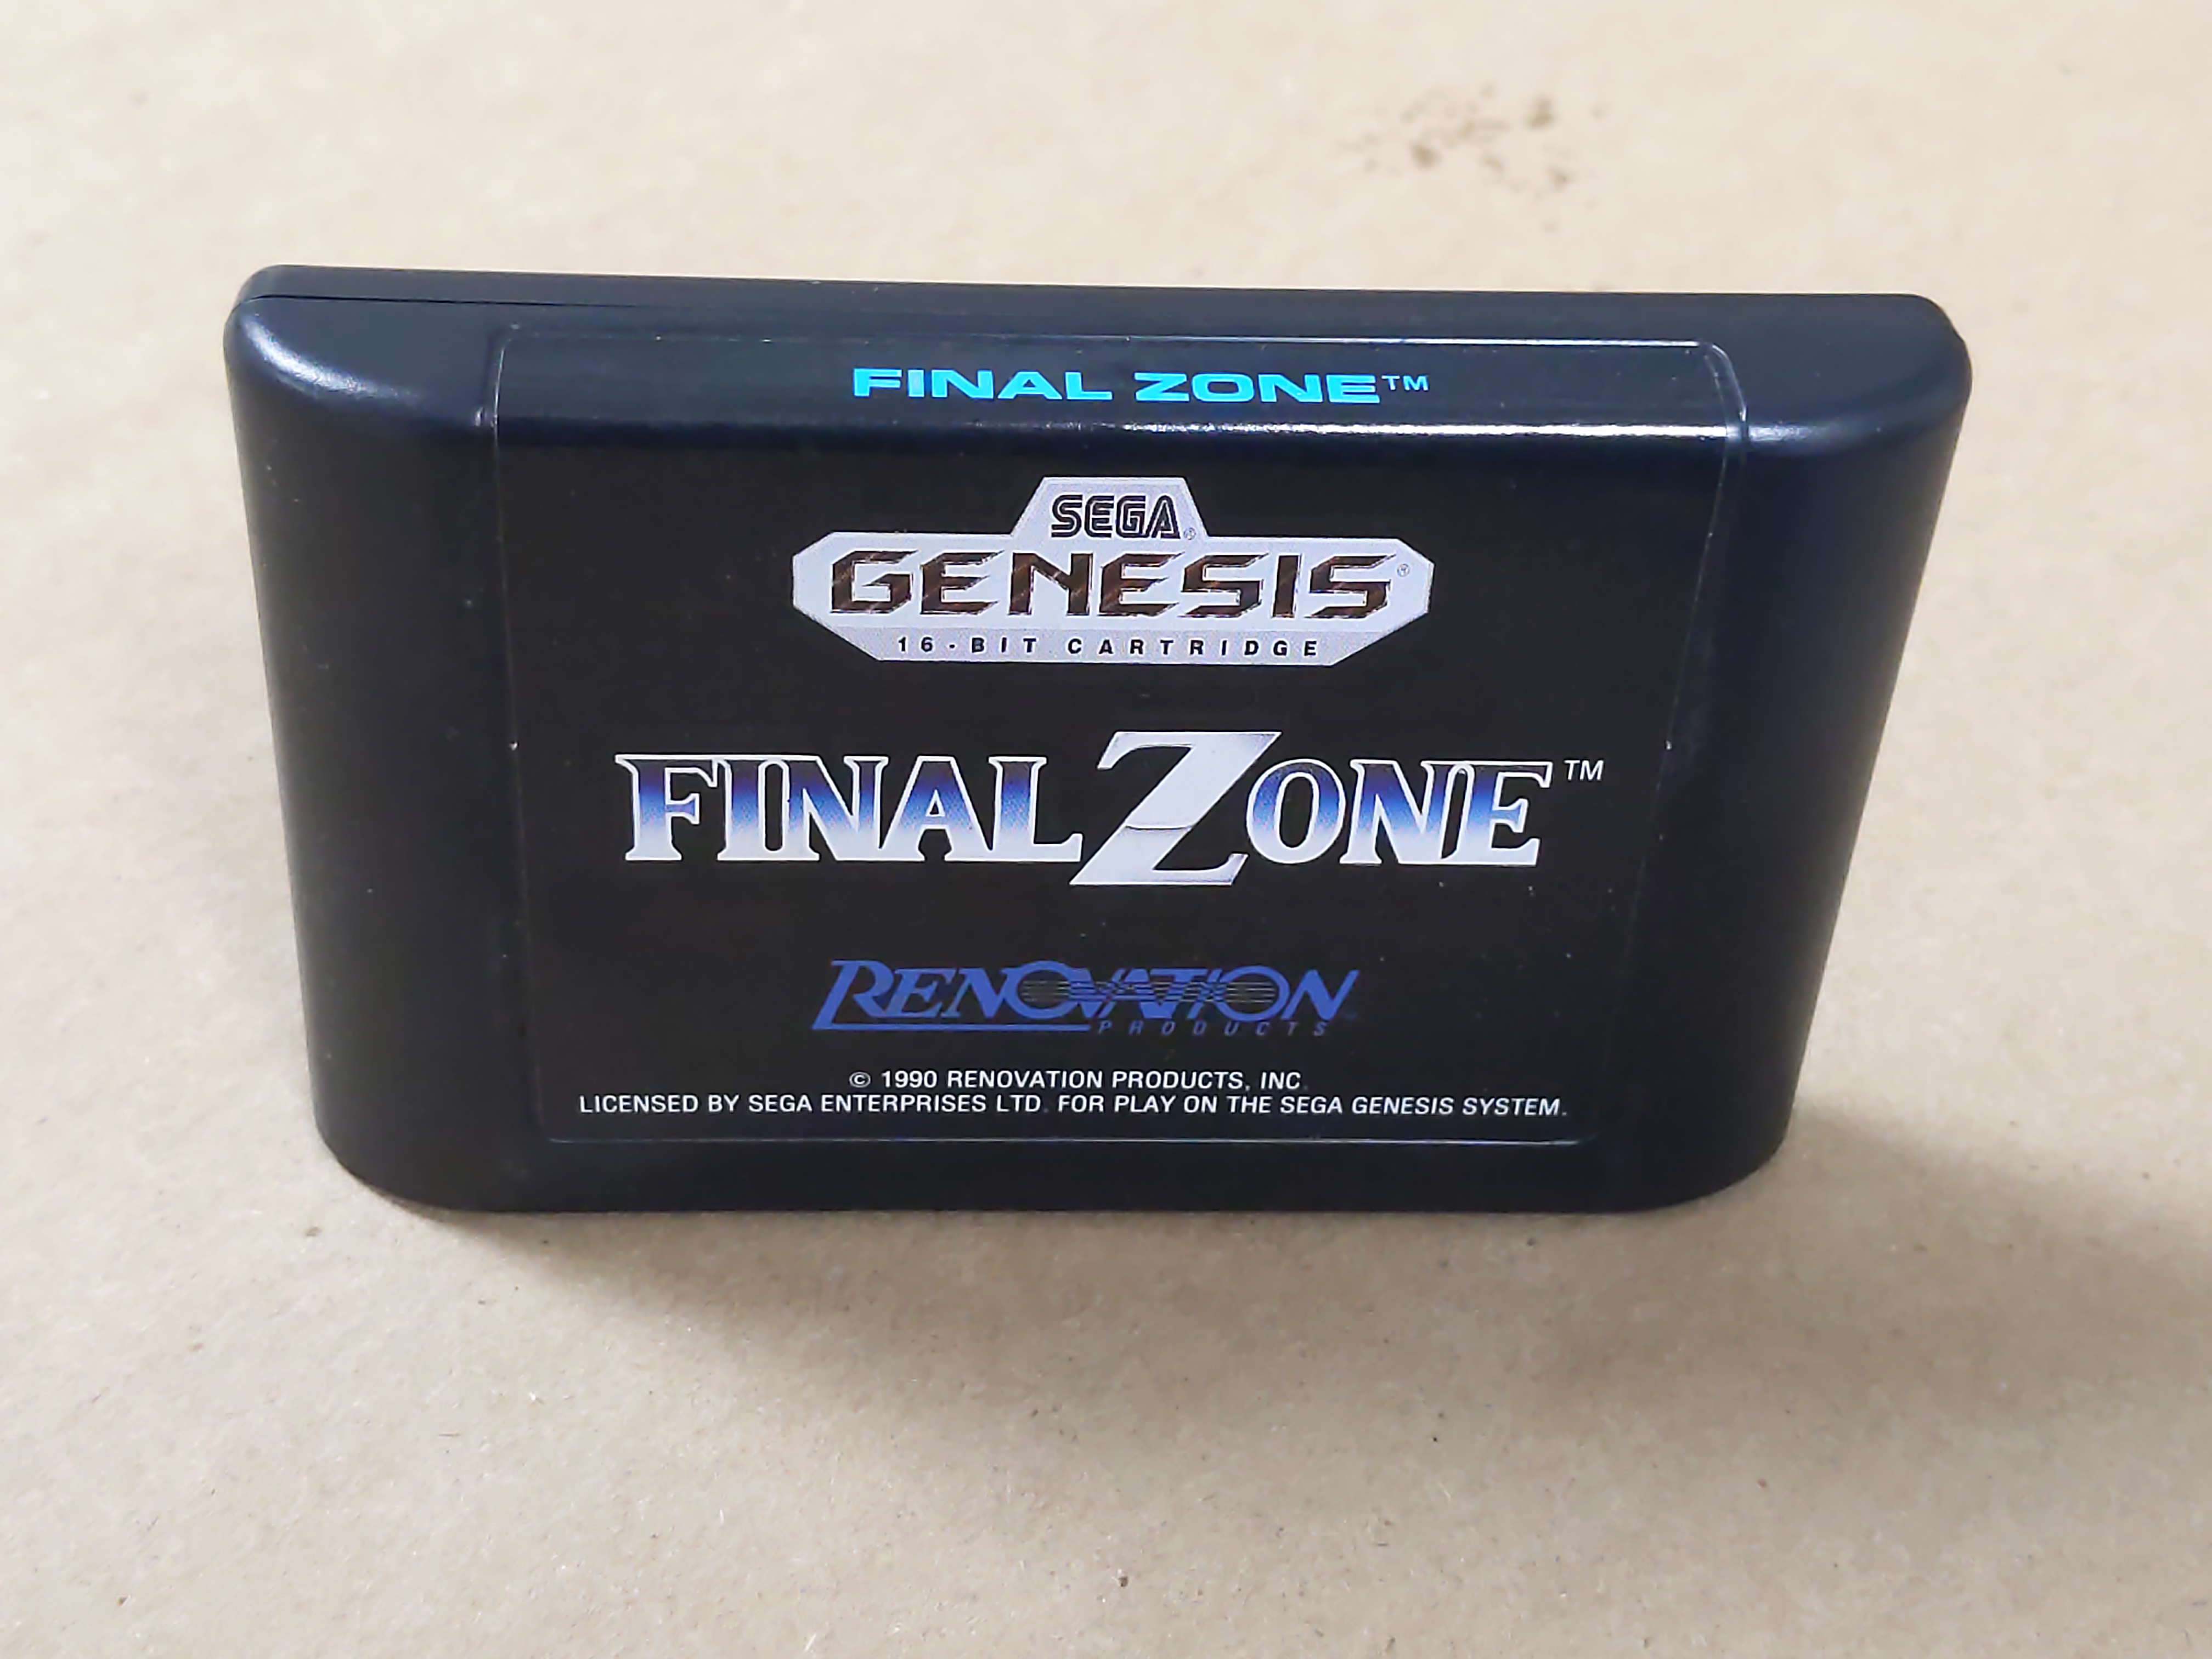 FINAL ZONE™
SEGA®
GENESIS®
16-BIT CARTRIDGE
FINAL ZONE™
RENOVATION
PRODUCTS
© 1990 RENOVATION PRODUCTS, INC.
LICENSED BY SEGA ENTERPRISES LTD. FOR PLAY ON THE SEGA GENESIS SYSTEM.